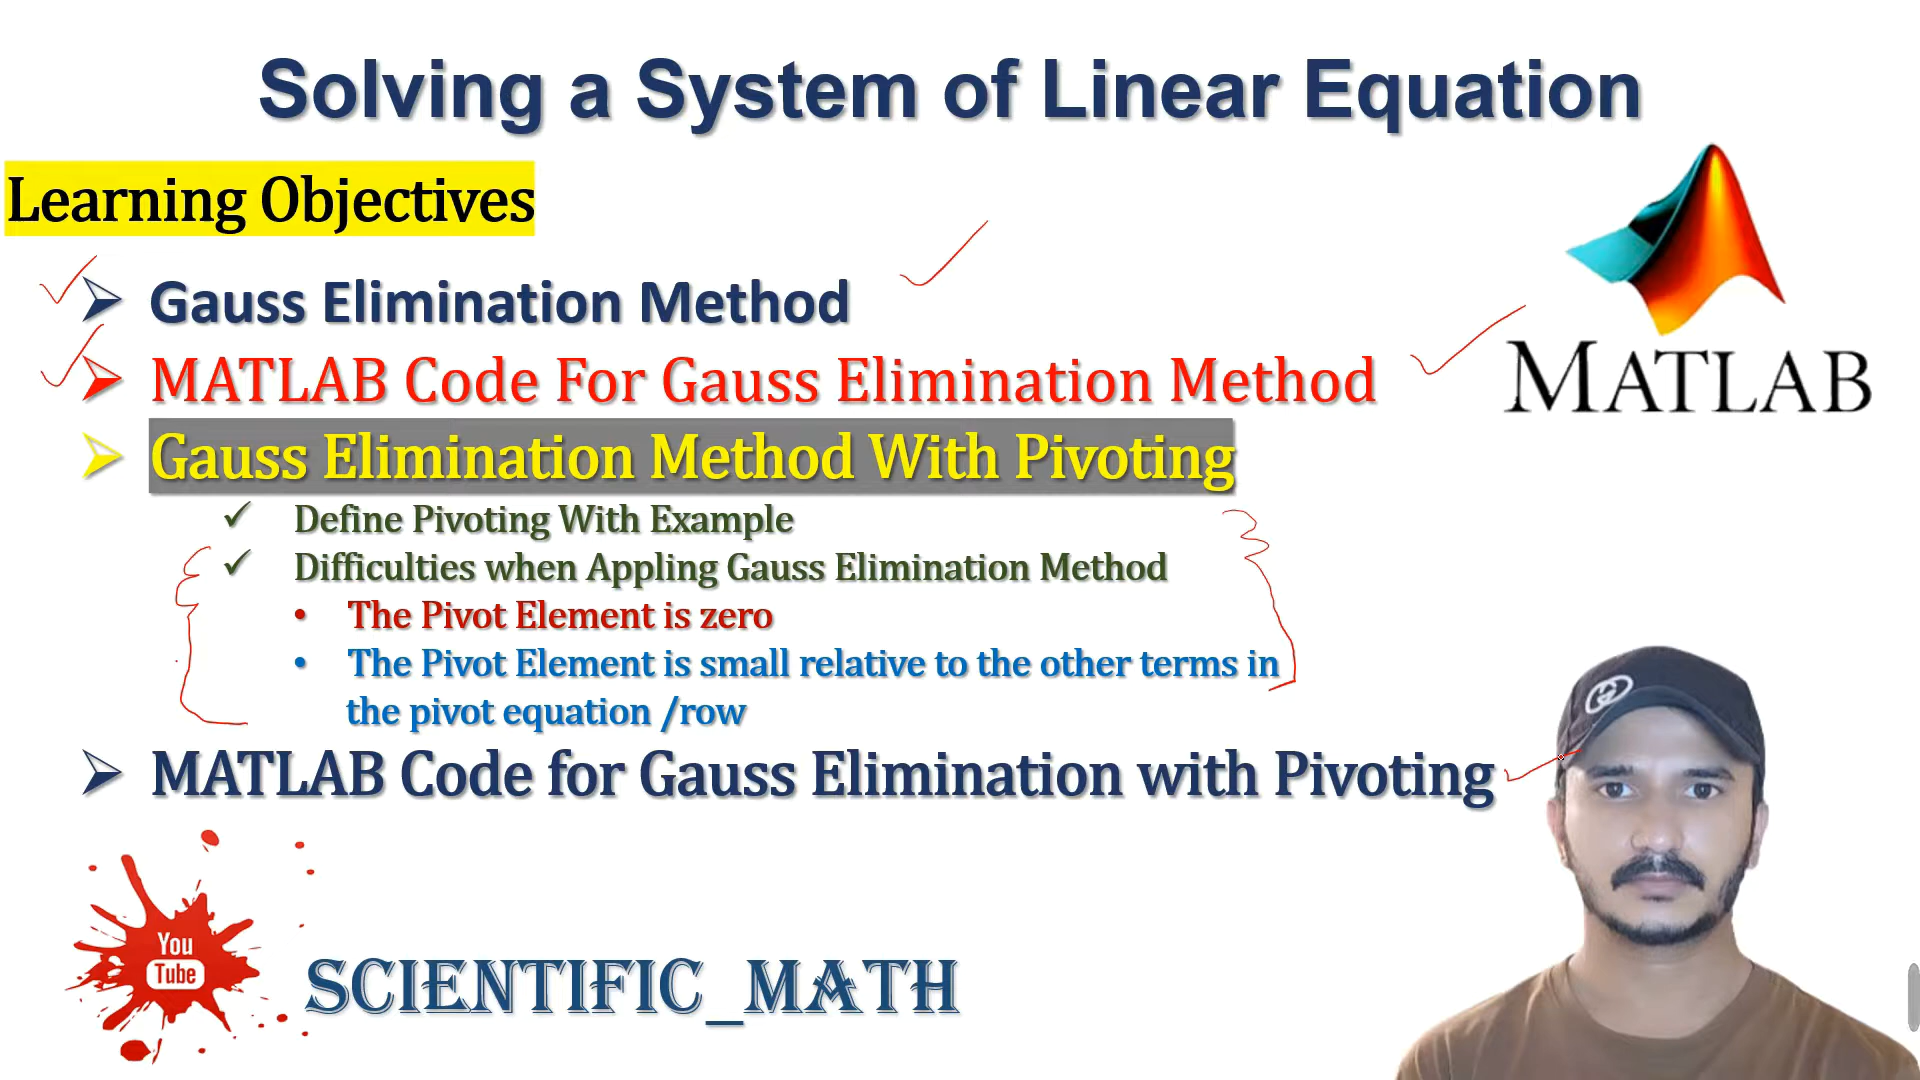 Solving a System of Linear Equation
Learning Objectives
Gauss Elimination Method
MATLAB Code For Gauss Elimination Method
MATLAB
Gauss Elimination Method With Pivoting
Define Pivoting With Example
Difficulties when Appling Gauss Elimination Method
The Pivot Element is zero
The Pivot Element is small relative to the other terms in
the pivot equation /row
MATLAB Code for Gauss Elimination with Pivoting
You
Tube
SCIENTIFIC_MATH